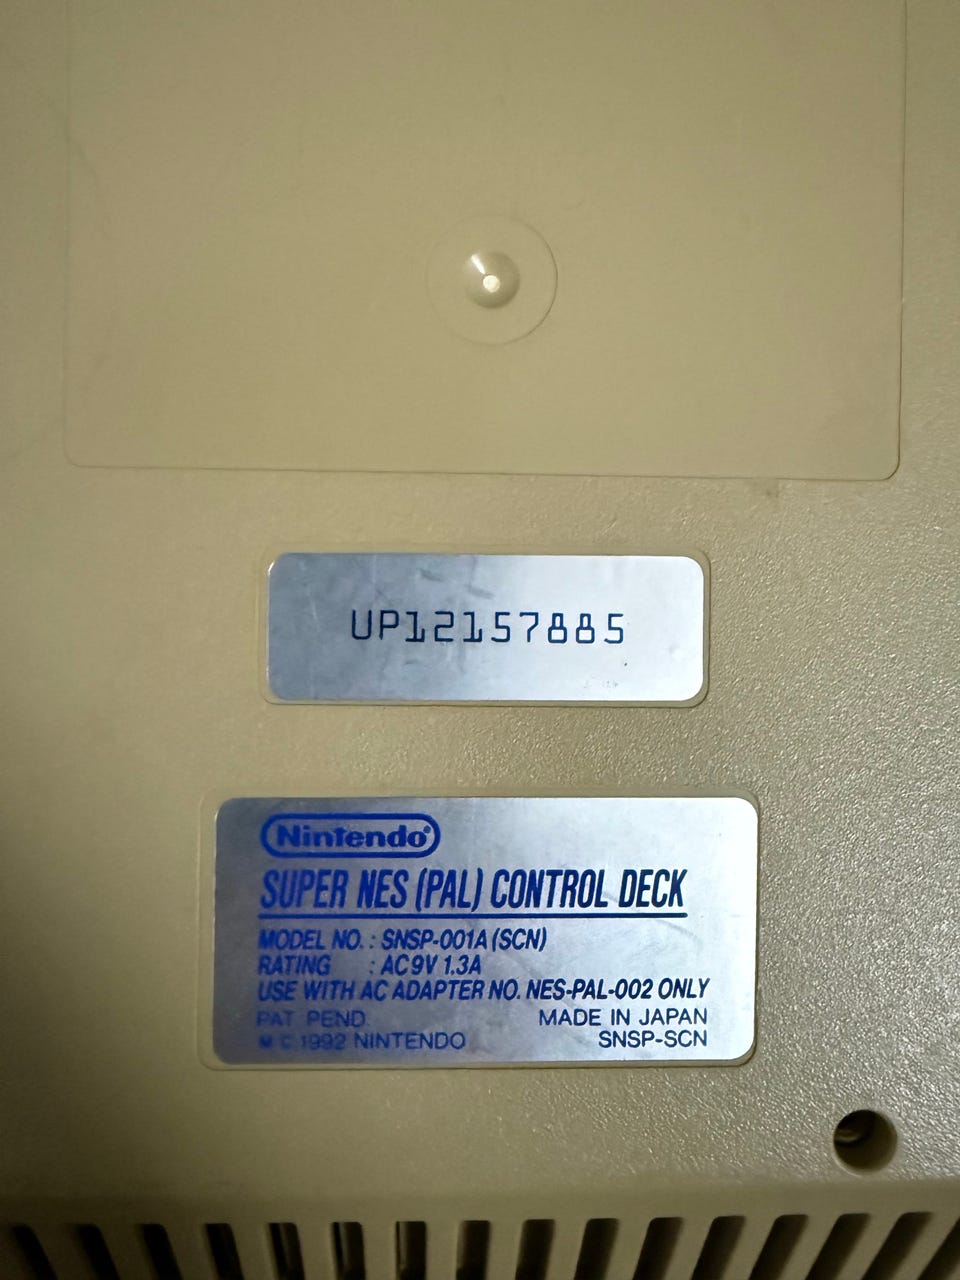 UP12157885
Nintendo®
SUPER NES (PAL) CONTROL DECK
MODEL NO. : SNSP-001A (SCN)
RATING : AC 9V 1.3A
USE WITH AC ADAPTER NO. NES-PAL-002 ONLY
PAT. PEND. MADE IN JAPAN
1992 NINTENDO SNSP-SCN